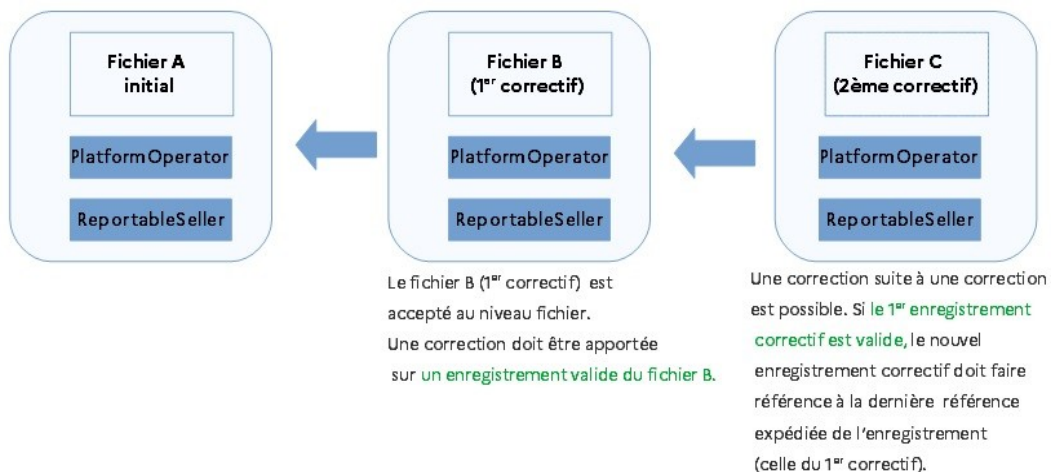 Fichier A
initial
PlatformOperator
ReportableSeller
Fichier B
(1er correctif)
PlatformOperator
ReportableSeller
Le fichier B (1er correctif) est
accepté au niveau fichier.
Une correction doit être apportée
sur un enregistrement valide du fichier B.
Fichier C
(2ème correctif)
PlatformOperator
ReportableSeller
Une correction suite à une correction
est possible. Si le 1er enregistrement
correctif est valide, le nouvel
enregistrement correctif doit faire
référence à la dernière référence
expédiée de l'enregistrement
(celle du 1er correctif).